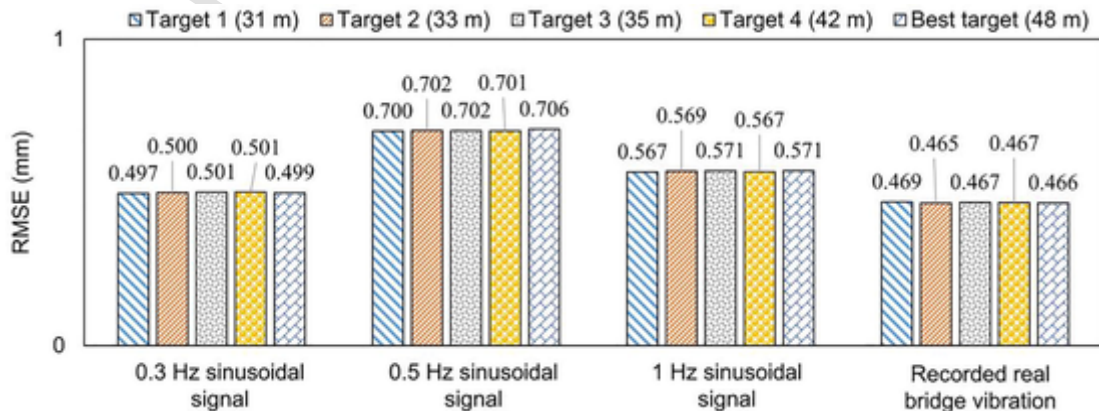 Target 1 (31 m) Target 2 (33 m) Target 3 (35 m) Target 4 (42 m) Best target (48 m)
1
RMSE (mm)
0
0.497 0.500 0.501 0.501 0.499
0.700 0.702 0.702 0.701 0.706
0.567 0.569 0.571 0.567 0.571
0.469 0.465 0.467 0.467 0.466
0.3 Hz sinusoidal
signal
0.5 Hz sinusoidal
signal
1 Hz sinusoidal
signal
Recorded real
bridge vibration